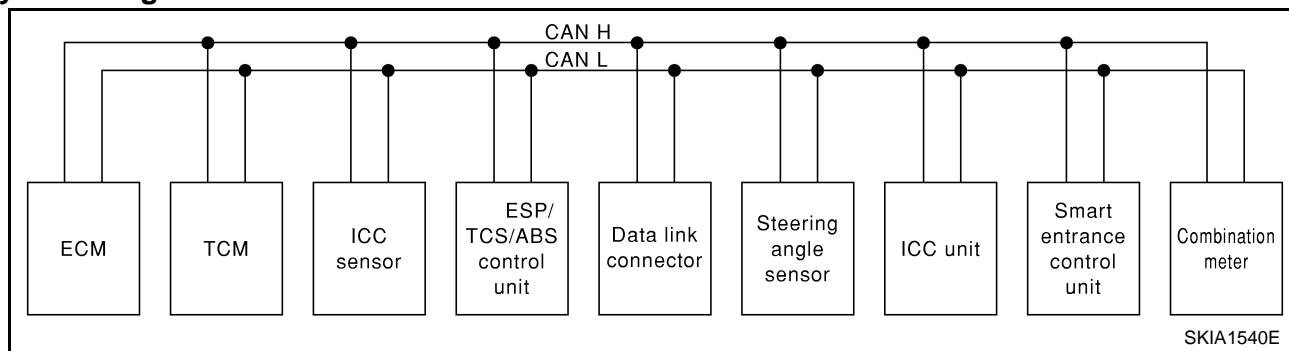 CAN H
CAN L
ECM
TCM
ICC
sensor
ESP/
TCS/ABS
control
unit
Data link
connector
Steering
angle
sensor
ICC unit
Smart
entrance
control
unit
Combination
meter
SKIA1540E